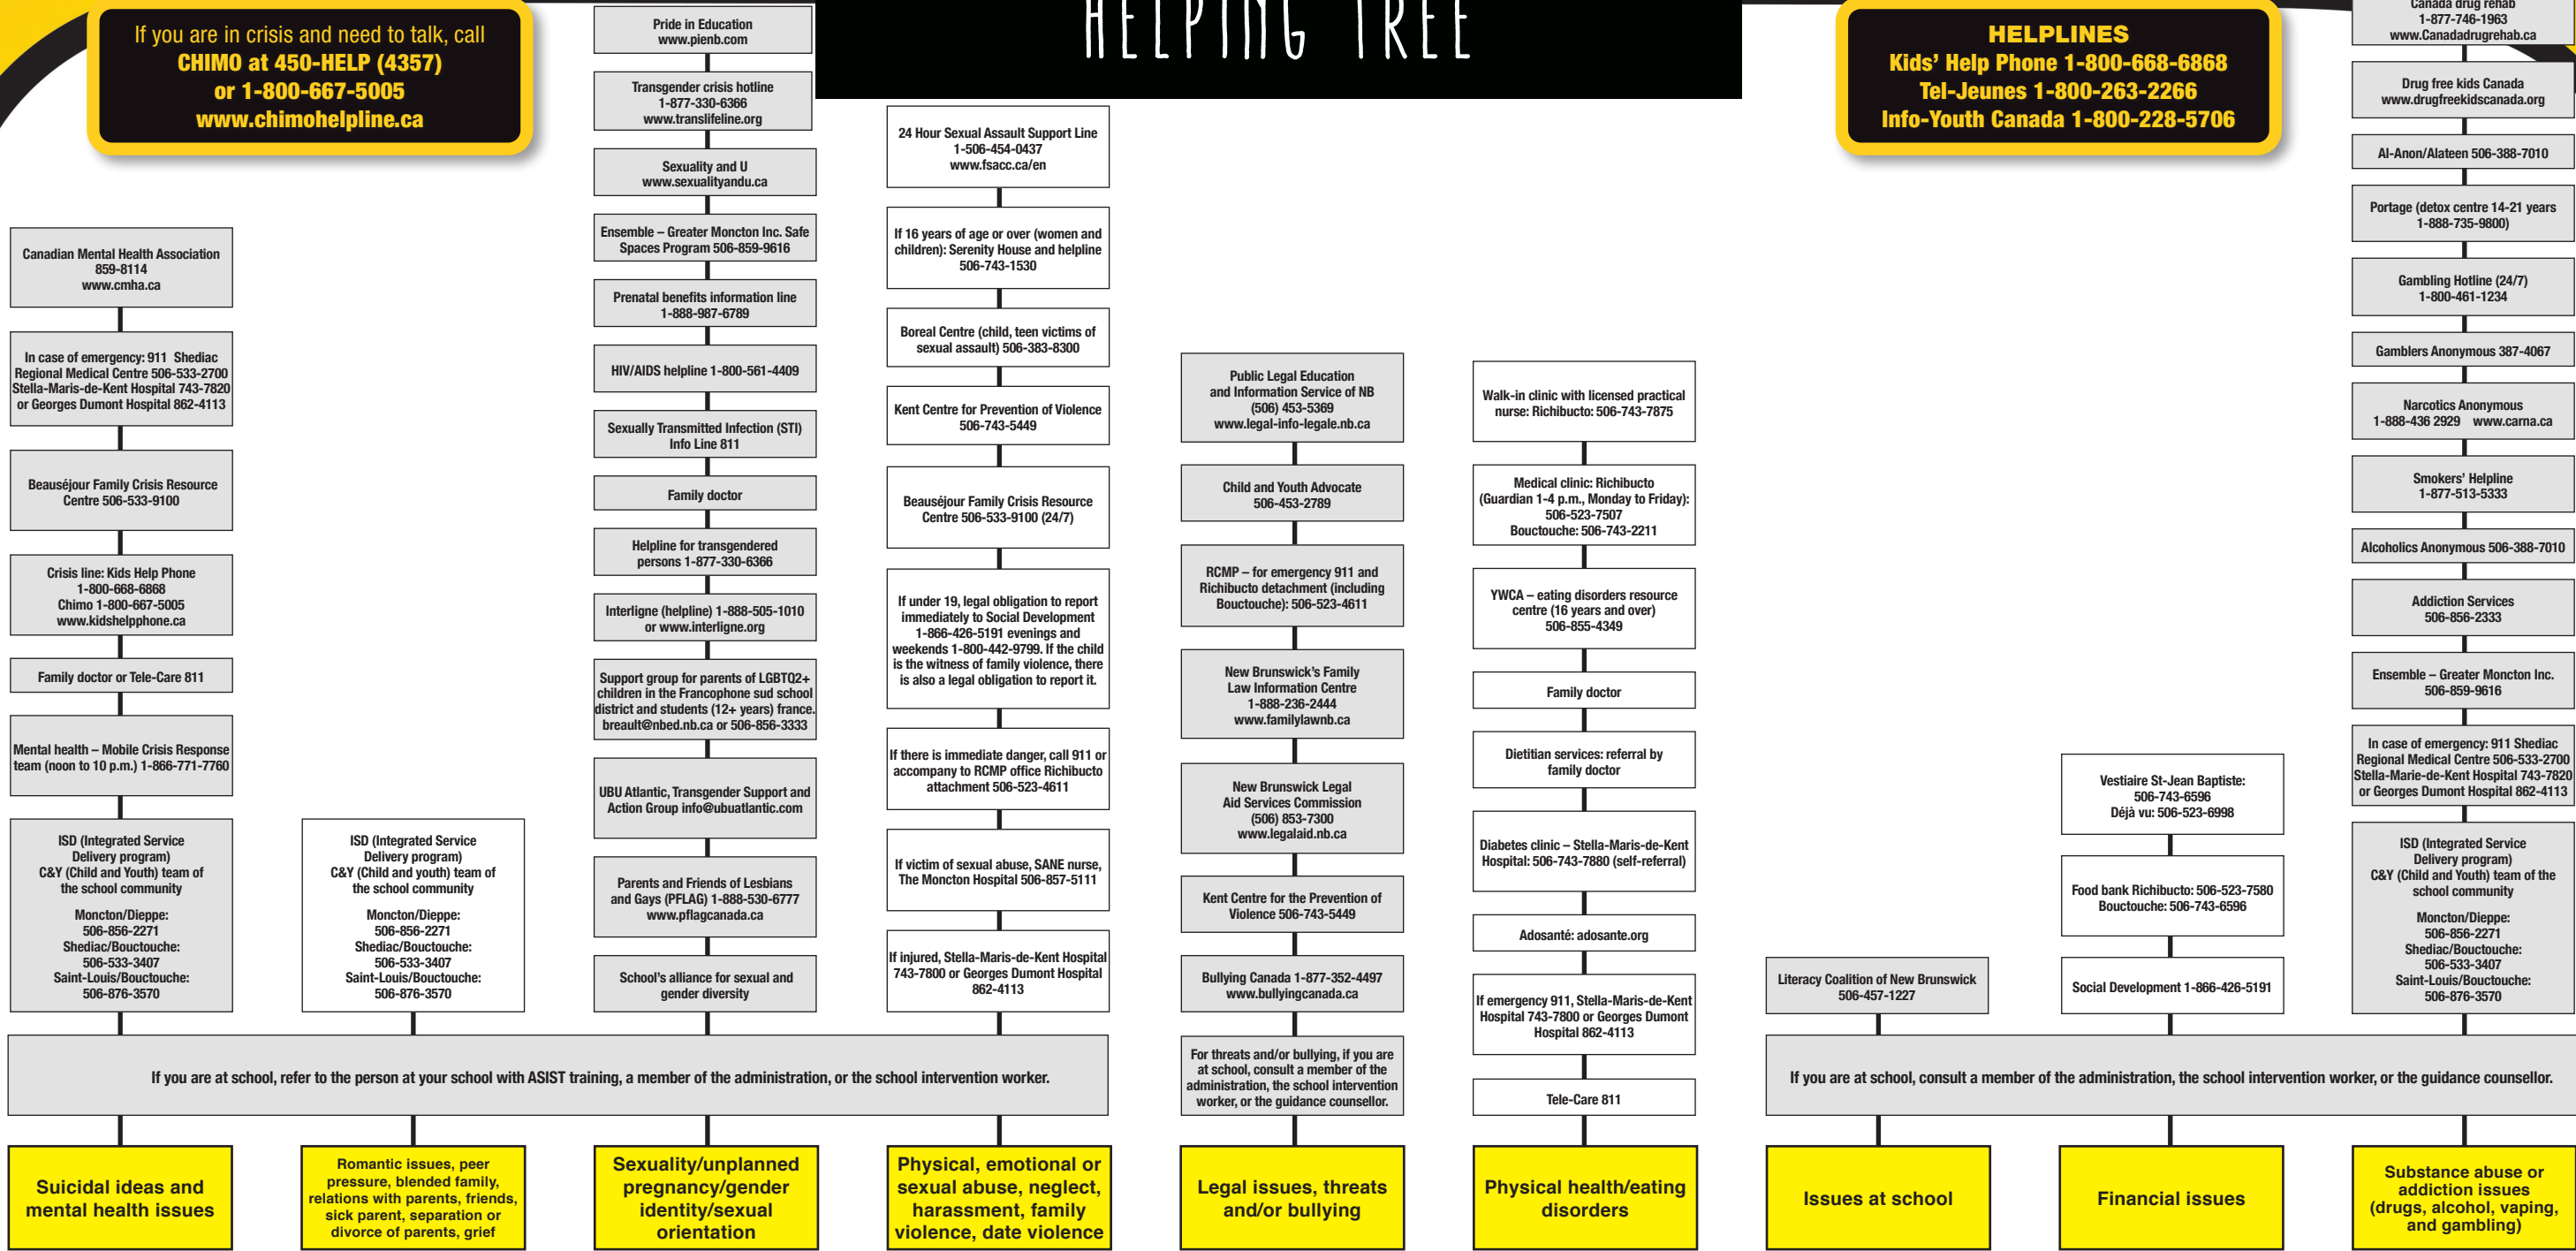 If you are in crisis and need to talk, call
CHIMO at 450-HELP (4357)
or 1-800-667-5005
www.chimohelpline.ca
HELPING TREE
HELPLINES
Kids' Help Phone 1-800-668-6868
Tel-Jeunes 1-800-263-2266
Info-Youth Canada 1-800-228-5706
Canadian Mental Health Association
859-8114
www.cmha.ca
In case of emergency: 911 Shediac
Regional Medical Centre 506-533-2700
Stella-Maris-de-Kent Hospital 743-7820
or Georges Dumont Hospital 862-4113
Beauséjour Family Crisis Resource
Centre 506-533-9100
Crisis line: Kids Help Phone
1-800-668-6868
Chimo 1-800-667-5005
www.kidshelpphone.ca
Family doctor or Tele-Care 811
Mental health – Mobile Crisis Response
team (noon to 10 p.m.) 1-866-771-7760
ISD (Integrated Service
Delivery program)
C&Y (Child and Youth) team of
the school community
Moncton/Dieppe:
506-856-2271
Shediac/Bouctouche:
506-533-3407
Saint-Louis/Bouctouche:
506-876-3570
ISD (Integrated Service
Delivery program)
C&Y (Child and youth) team of
the school community
Moncton/Dieppe:
506-856-2271
Shediac/Bouctouche:
506-533-3407
Saint-Louis/Bouctouche:
506-876-3570
Pride in Education
www.pienb.com
Transgender crisis hotline
1-877-330-6366
www.translifeline.org
Sexuality and U
www.sexualityandu.ca
Ensemble – Greater Moncton Inc. Safe
Spaces Program 506-859-9616
Prenatal benefits information line
1-888-987-6789
HIV/AIDS helpline 1-800-561-4409
Sexually Transmitted Infection (STI)
Info Line 811
Family doctor
Helpline for transgendered
persons 1-877-330-6366
Interligne (helpline) 1-888-505-1010
or www.interligne.org
Support group for parents of LGBTQ2+
children in the Francophone sud school
district and students (12+ years) france.
breault@nbed.nb.ca or 506-856-3333
UBU Atlantic, Transgender Support and
Action Group info@ubuatlantic.com
Parents and Friends of Lesbians
and Gays (PFLAG) 1-888-530-6777
www.pflagcanada.ca
School's alliance for sexual and
gender diversity
24 Hour Sexual Assault Support Line
1-506-454-0437
www.fsacc.ca/en
If 16 years of age or over (women and
children): Serenity House and helpline
506-743-1530
Boreal Centre (child, teen victims of
sexual assault) 506-383-8300
Kent Centre for Prevention of Violence
506-743-5449
Beauséjour Family Crisis Resource
Centre 506-533-9100 (24/7)
If under 19, legal obligation to report
immediately to Social Development
1-866-426-5191 evenings and
weekends 1-800-442-9799. If the child
is the witness of family violence, there
is also a legal obligation to report it.
If there is immediate danger, call 911 or
accompany to RCMP office Richibucto
attachment 506-523-4611
If victim of sexual abuse, SANE nurse,
The Moncton Hospital 506-857-5111
If injured, Stella-Maris-de-Kent Hospital
743-7800 or Georges Dumont Hospital
862-4113
If you are at school, refer to the person at your school with ASIST training, a member of the administration, or the school intervention worker.
Public Legal Education
and Information Service of NB
(506) 453-5369
www.legal-info-legale.nb.ca
Child and Youth Advocate
506-453-2789
RCMP – for emergency 911 and
Richibucto detachment (including
Bouctouche): 506-523-4611
New Brunswick's Family
Law Information Centre
1-888-236-2444
www.familylawnb.ca
New Brunswick Legal
Aid Services Commission
(506) 853-7300
www.legalaid.nb.ca
Kent Centre for the Prevention of
Violence 506-743-5449
Bullying Canada 1-877-352-4497
www.bullyingcanada.ca
For threats and/or bullying, if you are
at school, consult a member of the
administration, the school intervention
worker, or the guidance counsellor.
Walk-in clinic with licensed practical
nurse: Richibucto: 506-743-7875
Medical clinic: Richibucto
(Guardian 1-4 p.m., Monday to Friday):
506-523-7507
Bouctouche: 506-743-2211
YWCA – eating disorders resource
centre (16 years and over)
506-855-4349
Family doctor
Dietitian services: referral by
family doctor
Diabetes clinic – Stella-Maris-de-Kent
Hospital: 506-743-7880 (self-referral)
Adosanté: adosante.org
If emergency 911, Stella-Maris-de-Kent
Hospital 743-7800 or Georges Dumont
Hospital 862-4113
Tele-Care 811
Literacy Coalition of New Brunswick
506-457-1227
Vestiaire St-Jean Baptiste:
506-743-6596
Déjà vu: 506-523-6998
Food bank Richibucto: 506-523-7580
Bouctouche: 506-743-6596
Social Development 1-866-426-5191
Canada drug rehab
1-877-746-1963
www.Canadadrugrehab.ca
Drug free kids Canada
www.drugfreekidscanada.org
Al-Anon/Alateen 506-388-7010
Portage (detox centre 14-21 years
1-888-735-9800)
Gambling Hotline (24/7)
1-800-461-1234
Gamblers Anonymous 387-4067
Narcotics Anonymous
1-888-436 2929 www.carna.ca
Smokers' Helpline
1-877-513-5333
Alcoholics Anonymous 506-388-7010
Addiction Services
506-856-2333
Ensemble – Greater Moncton Inc.
506-859-9616
In case of emergency: 911 Shediac
Regional Medical Centre 506-533-2700
Stella-Marie-de-Kent Hospital 743-7820
or Georges Dumont Hospital 862-4113
ISD (Integrated Service
Delivery program)
C&Y (Child and Youth) team of the
school community
Moncton/Dieppe:
506-856-2271
Shediac/Bouctouche:
506-533-3407
Saint-Louis/Bouctouche:
506-876-3570
If you are at school, consult a member of the administration, the school intervention worker, or the guidance counsellor.
Suicidal ideas and
mental health issues
Romantic issues, peer
pressure, blended family,
relations with parents, friends,
sick parent, separation or
divorce of parents, grief
Sexuality/unplanned
pregnancy/gender
identity/sexual
orientation
Physical, emotional or
sexual abuse, neglect,
harassment, family
violence, date violence
Legal issues, threats
and/or bullying
Physical health/eating
disorders
Issues at school
Financial issues
Substance abuse or
addiction issues
(drugs, alcohol, vaping,
and gambling)